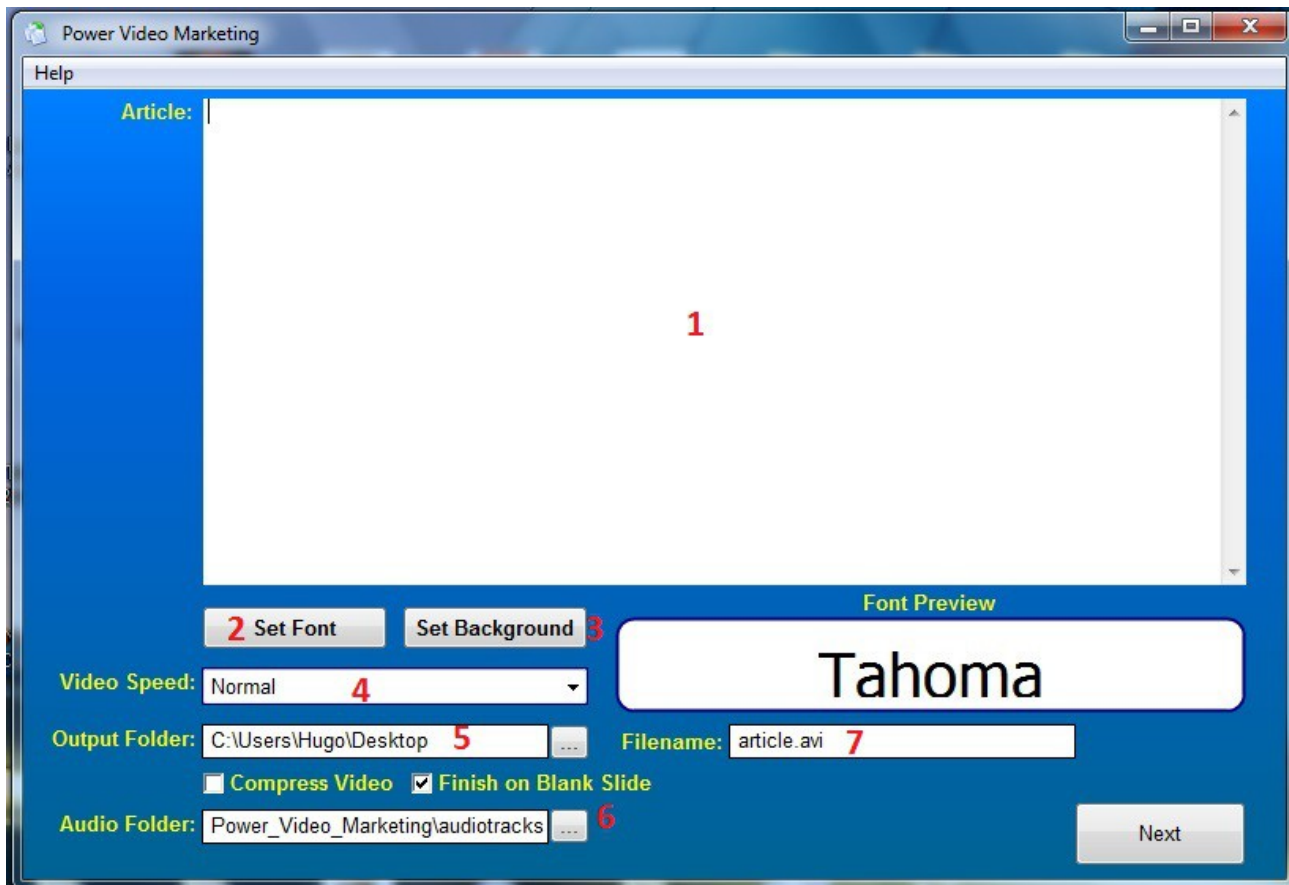 Power Video Marketing
Help
Article:
1
Font Preview
2 Set Font Set Background 3
Tahoma
Video Speed: Normal 4
Output Folder: C:\Users\Hugo\Desktop 5 ... Filename: article.avi 7
Compress Video Finish on Blank Slide
Audio Folder: Power_Video_Marketing\audiotracks ... 6
Next